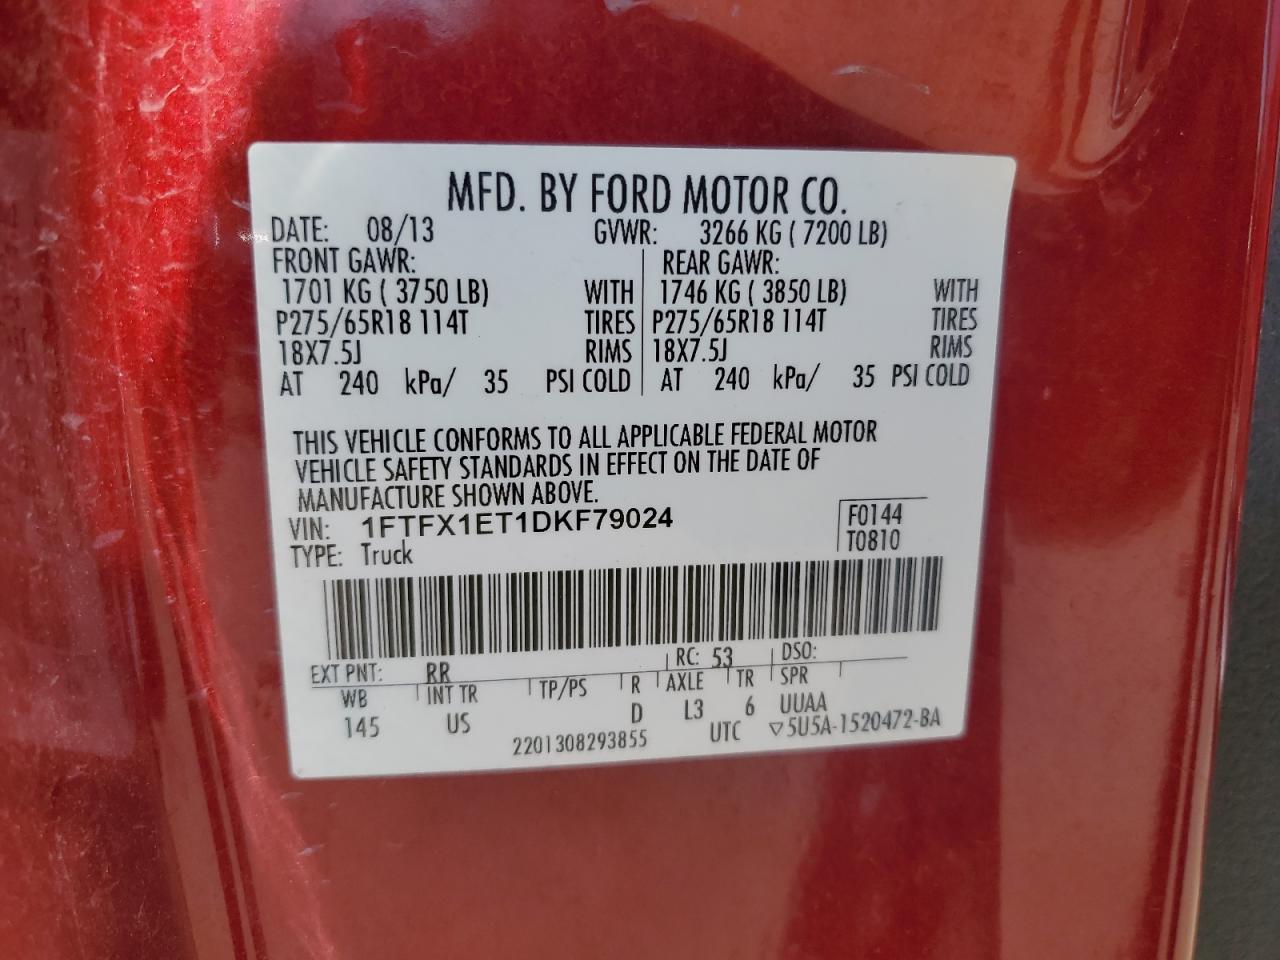 MFD. BY FORD MOTOR CO.
DATE: 08/13 GVWR: 3266 KG ( 7200 LB)
FRONT GAWR: REAR GAWR:
1701 KG ( 3750 LB) WITH 1746 KG ( 3850 LB) WITH
P275/65R18 114T TIRES P275/65R18 114T TIRES
18X7.5J RIMS 18X7.5J RIMS
AT 240 kPa/ 35 PSI COLD AT 240 kPa/ 35 PSI COLD
THIS VEHICLE CONFORMS TO ALL APPLICABLE FEDERAL MOTOR
VEHICLE SAFETY STANDARDS IN EFFECT ON THE DATE OF
MANUFACTURE SHOWN ABOVE.
VIN: 1FTFX1ET1DKF79024 F0144
TYPE: Truck T0810
EXT PNT: RR RC: 53 DSO:
WB INT TR TP/PS R AXLE TR SPR
145 US D L3 6 UUAA
2201308293855 UTC ▽5U5A-1520472-BA